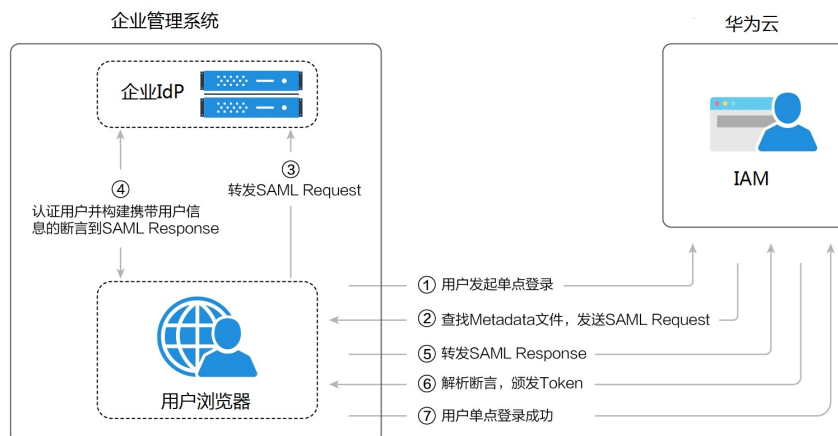 企业管理系统
华为云
企业IdP
IAM
③
转发SAML Request
④
认证用户并构建携带用户信
息的断言到SAML Response
① 用户发起单点登录
② 查找Metadata文件，发送SAML Request
⑤ 转发SAML Response
⑥ 解析断言，颁发Token
⑦ 用户单点登录成功
用户浏览器